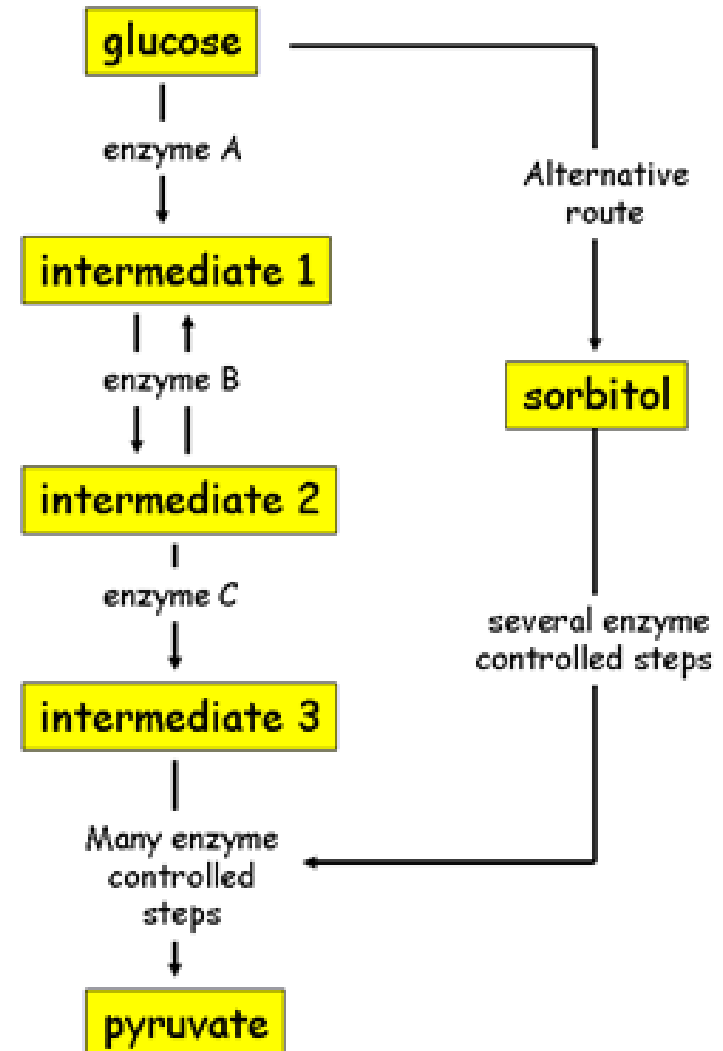 glucose
enzyme A
Alternative
route
intermediate 1
enzyme B
sorbitol
intermediate 2
enzyme C
several enzyme
controlled steps
intermediate 3
Many enzyme
controlled
steps
pyruvate